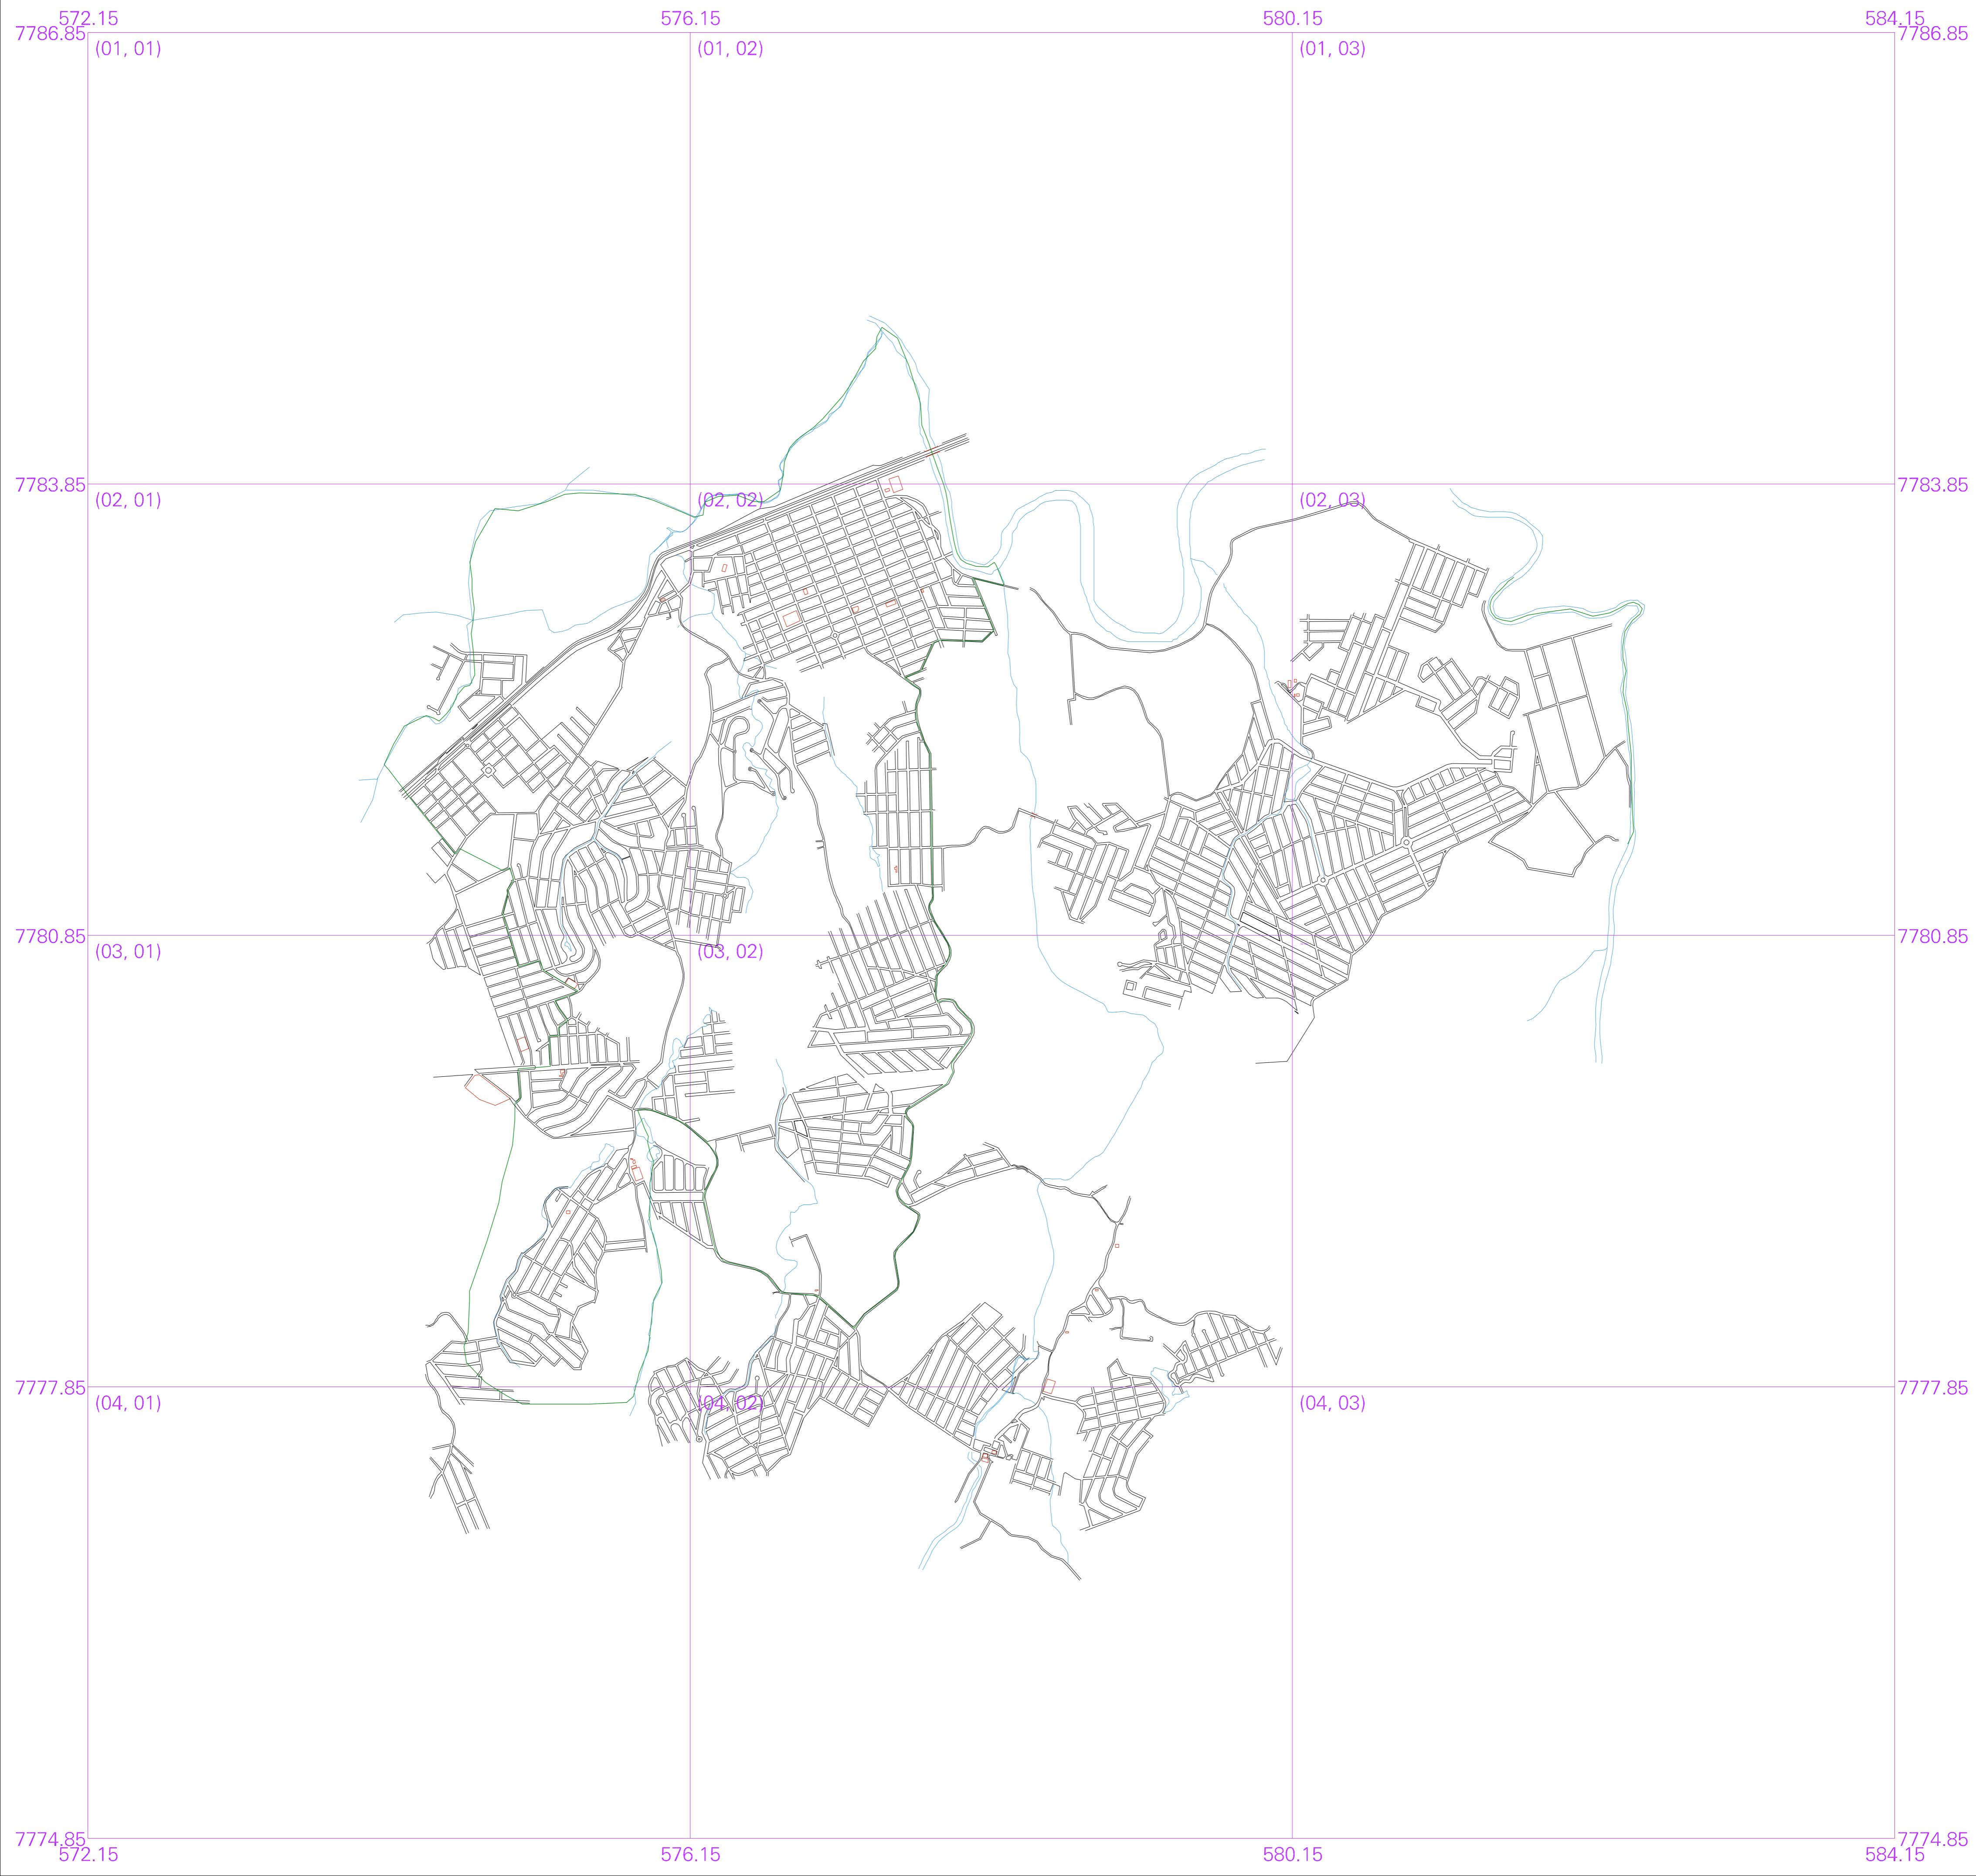 572.15 576.15 580.15 584.15
7786.85 7786.85
(01, 01) (01, 02) (01, 03)
7783.85 7783.85
(02, 01) (02, 02) (02, 03)
7780.85 7780.85
(03, 01) (03, 02)
7777.85 7777.85
(04, 01) (04, 02) (04, 03)
7774.85 7774.85
572.15 576.15 580.15 584.15